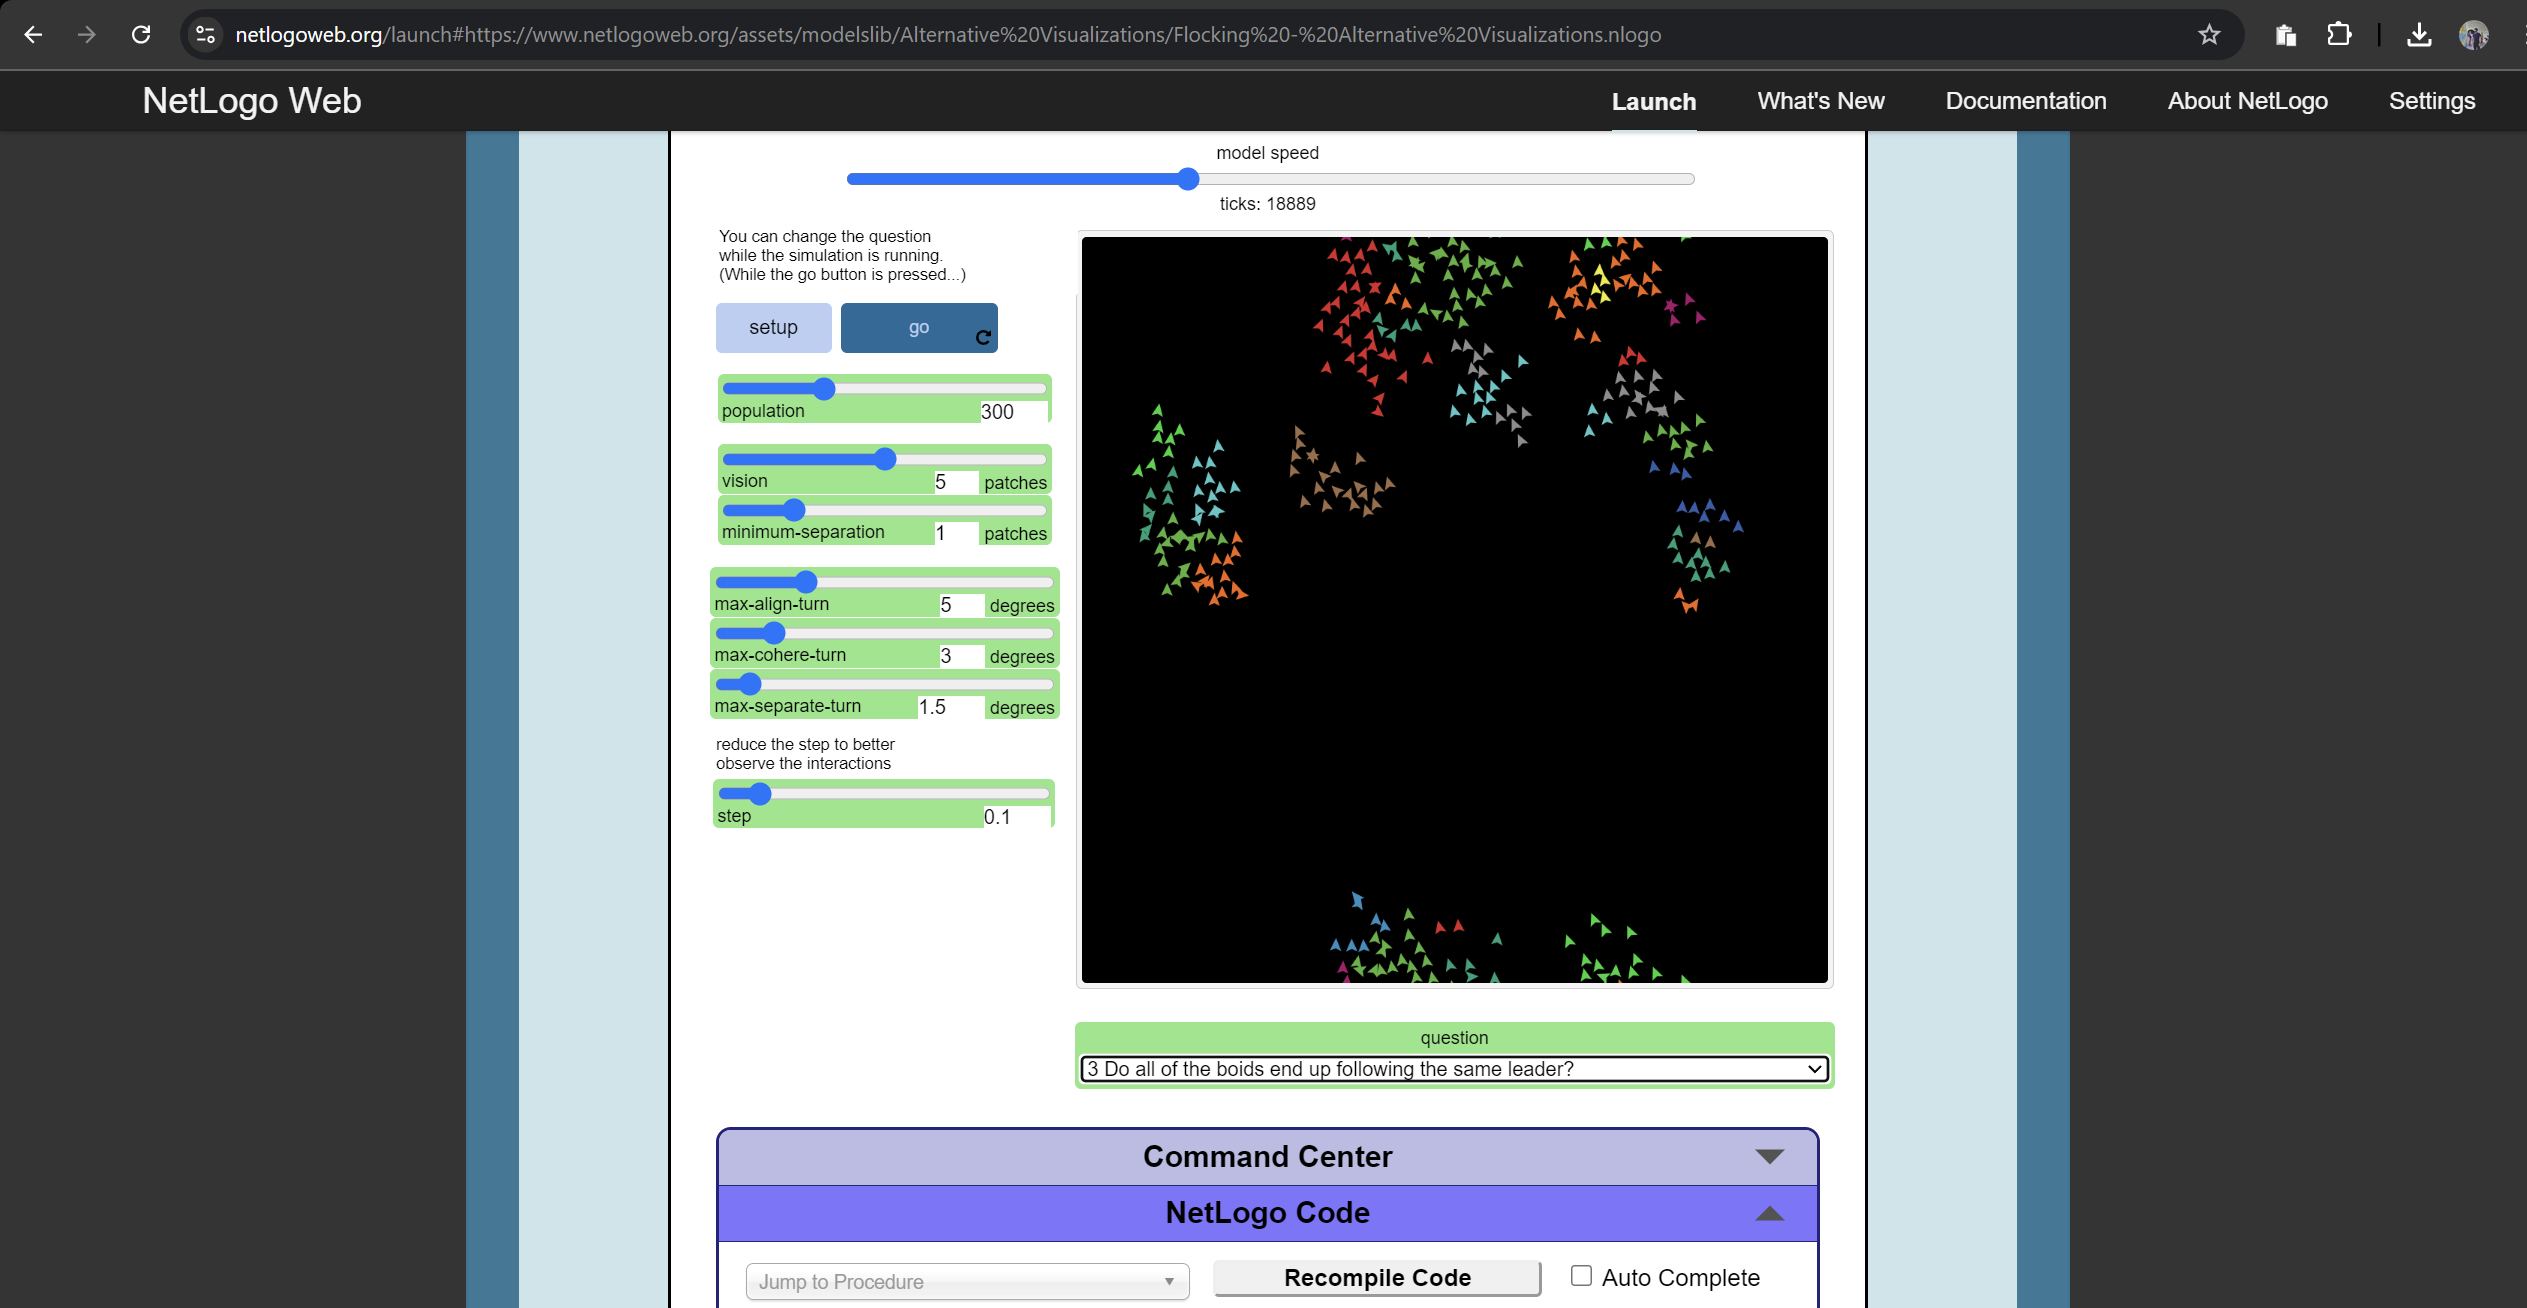 netlogoweb.org/launch#https://www.netlogoweb.org/assets/modelslib/Alternative%20Visualizations/Flocking%20-%20Alternative%20Visualizations.nlogo
NetLogo Web
Launch
What's New
Documentation
About NetLogo
Settings
model speed
ticks: 18889
You can change the question
while the simulation is running.
(While the go button is pressed...)
setup
go
population 300
vision 5 patches
minimum-separation 1 patches
max-align-turn 5 degrees
max-cohere-turn 3 degrees
max-separate-turn 1.5 degrees
reduce the step to better
observe the interactions
step 0.1
question
3 Do all of the boids end up following the same leader?
Command Center
NetLogo Code
Jump to Procedure
Recompile Code
Auto Complete